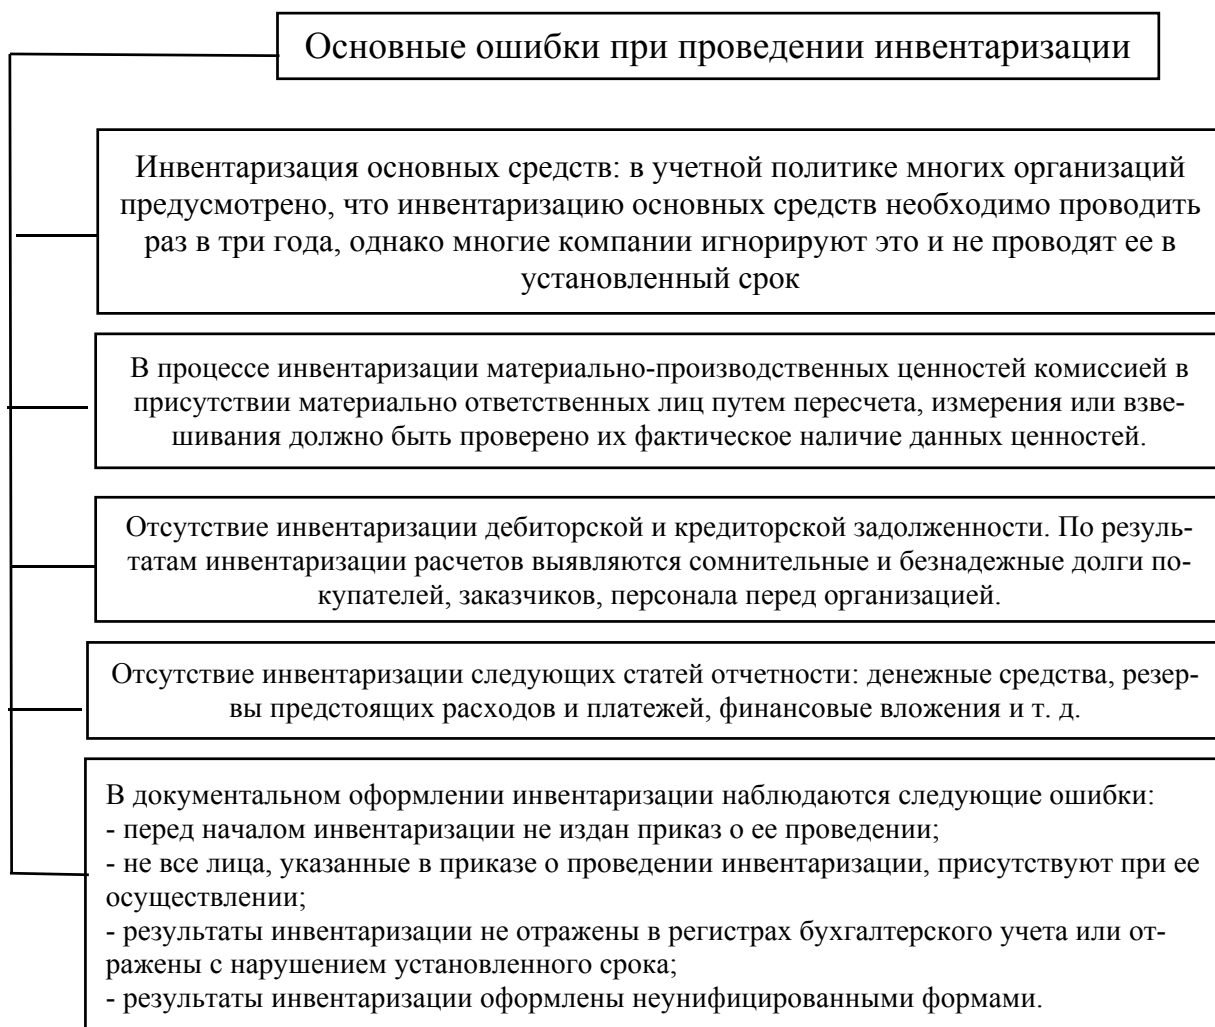 Основные ошибки при проведении инвентаризации
Инвентаризация основных средств: в учетной политике многих организаций
предусмотрено, что инвентаризацию основных средств необходимо проводить
раз в три года, однако многие компании игнорируют это и не проводят ее в
установленный срок
В процессе инвентаризации материально-производственных ценностей комиссией в
присутствии материально ответственных лиц путем пересчета, измерения или взве-
шивания должно быть проверено их фактическое наличие данных ценностей.
Отсутствие инвентаризации дебиторской и кредиторской задолженности. По резуль-
татам инвентаризации расчетов выявляются сомнительные и безнадежные долги по-
купателей, заказчиков, персонала перед организацией.
Отсутствие инвентаризации следующих статей отчетности: денежные средства, резер-
вы предстоящих расходов и платежей, финансовые вложения и т. д.
В документальном оформлении инвентаризации наблюдаются следующие ошибки:
- перед началом инвентаризации не издан приказ о ее проведении;
- не все лица, указанные в приказе о проведении инвентаризации, присутствуют при ее
осуществлении;
- результаты инвентаризации не отражены в регистрах бухгалтерского учета или от-
ражены с нарушением установленного срока;
- результаты инвентаризации оформлены неунифицированными формами.